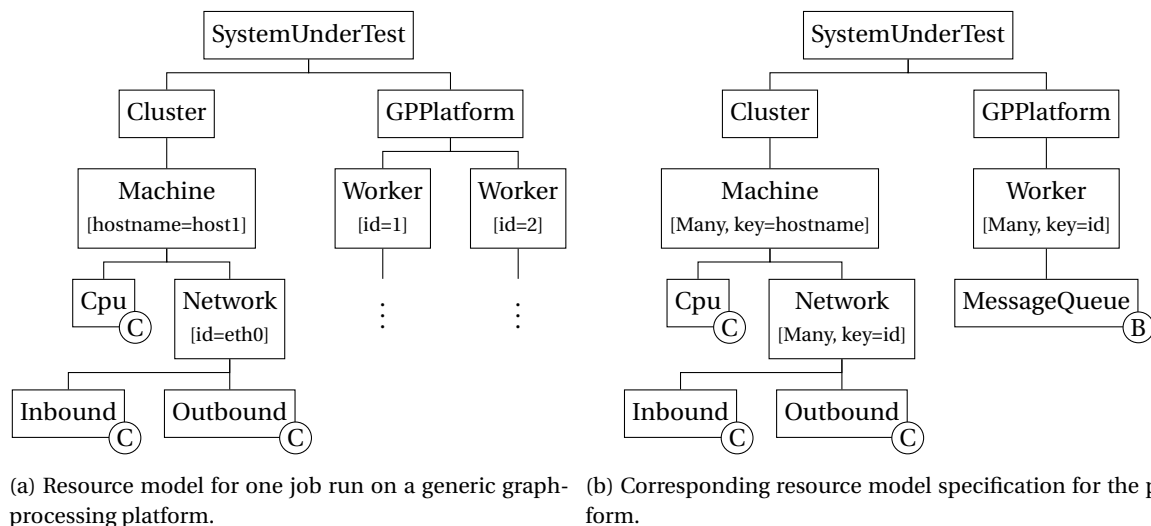 SystemUnderTest
Cluster
GPPlatform
Machine
[hostname=host1]
Worker
[id=1]
Worker
[id=2]
Cpu
C
Network
[id=eth0]
⋮
⋮
Inbound
C
Outbound
C
(a) Resource model for one job run on a generic graph-
processing platform.
SystemUnderTest
Cluster
GPPlatform
Machine
[Many, key=hostname]
Worker
[Many, key=id]
Cpu
C
Network
[Many, key=id]
MessageQueue
B
Inbound
C
Outbound
C
(b) Corresponding resource model specification for the p
form.